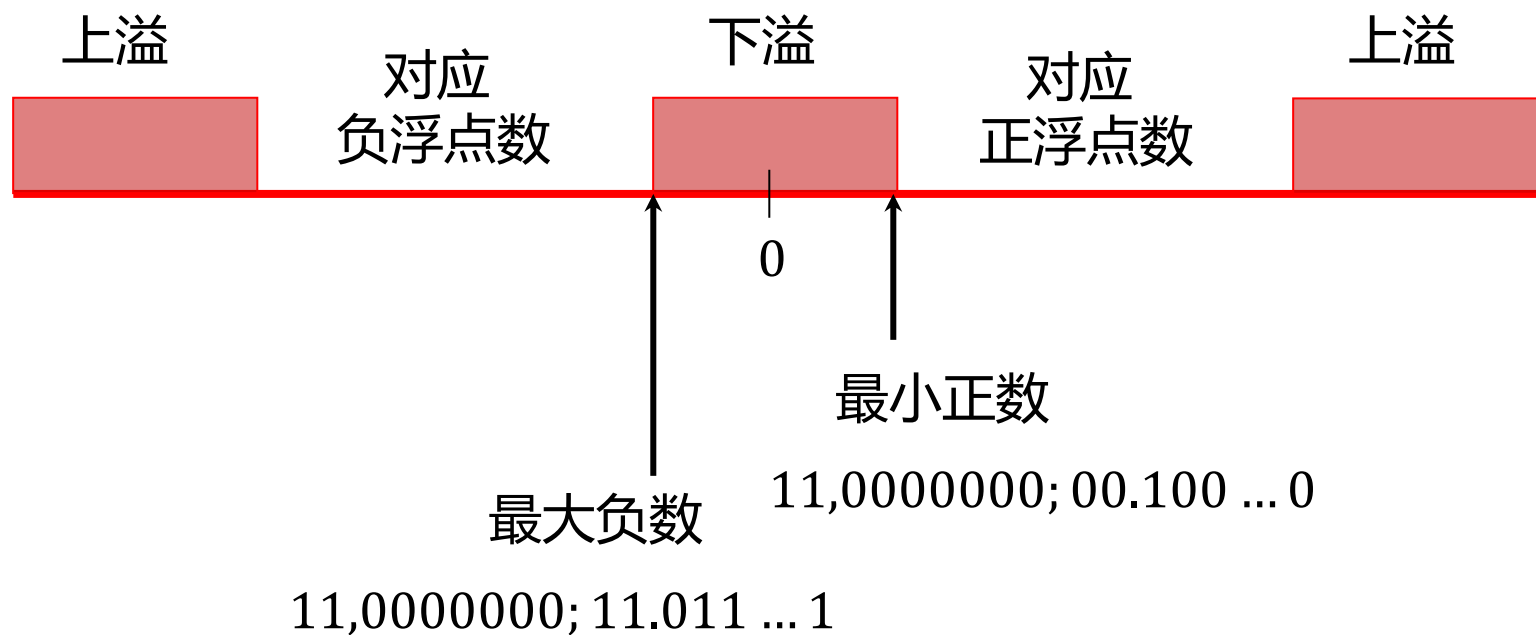 上溢
对应
负浮点数
下溢
对应
正浮点数
上溢
0
最小正数
11,0000000; 00.100 … 0
最大负数
11,0000000; 11.011 … 1